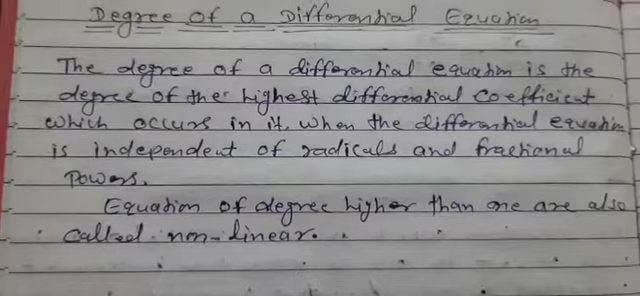 Degree of a Differential Equation
The degree of a differential equation is the
degree of the highest differential coefficient
which occurs in it, when the differential equation
is independent of radicals and fractional
powers.
Equation of degree higher than one are also
called non-linear.